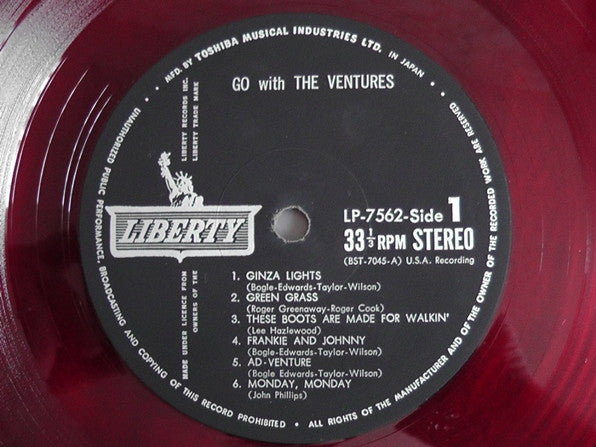 MFD. BY TOSHIBA MUSICAL INDUSTRIES LTD. IN JAPAN
GO with THE VENTURES
LIBERTY RECORDS INC.
LIBERTY TRADE MARK
LIBERTY
MADE UNDER LICENCE FROM
OWNERS OF THE
LP-7562-Side 1
33 1/3 RPM STEREO
(BST-7045-A) U.S.A. Recording
1. GINZA LIGHTS
(Bogle-Edwards-Taylor-Wilson)
2. GREEN GRASS
(Roger Greenaway-Roger Cook)
3. THESE BOOTS ARE MADE FOR WALKIN'
(Lee Hazlewood)
4. FRANKIE AND JOHNNY
(Bogle-Edwards-Taylor-Wilson)
5. AD-VENTURE
(Bogle Edwards-Taylor-Wilson)
6. MONDAY, MONDAY
(John Phillips)
• ALL RIGHTS OF THE MANUFACTURER AND OF THE OWNER OF THE RECORDED WORK ARE RESERVED •
UNAUTHORIZED PUBLIC PERFORMANCE, BROADCASTING AND COPYING OF THIS RECORD PROHIBITED